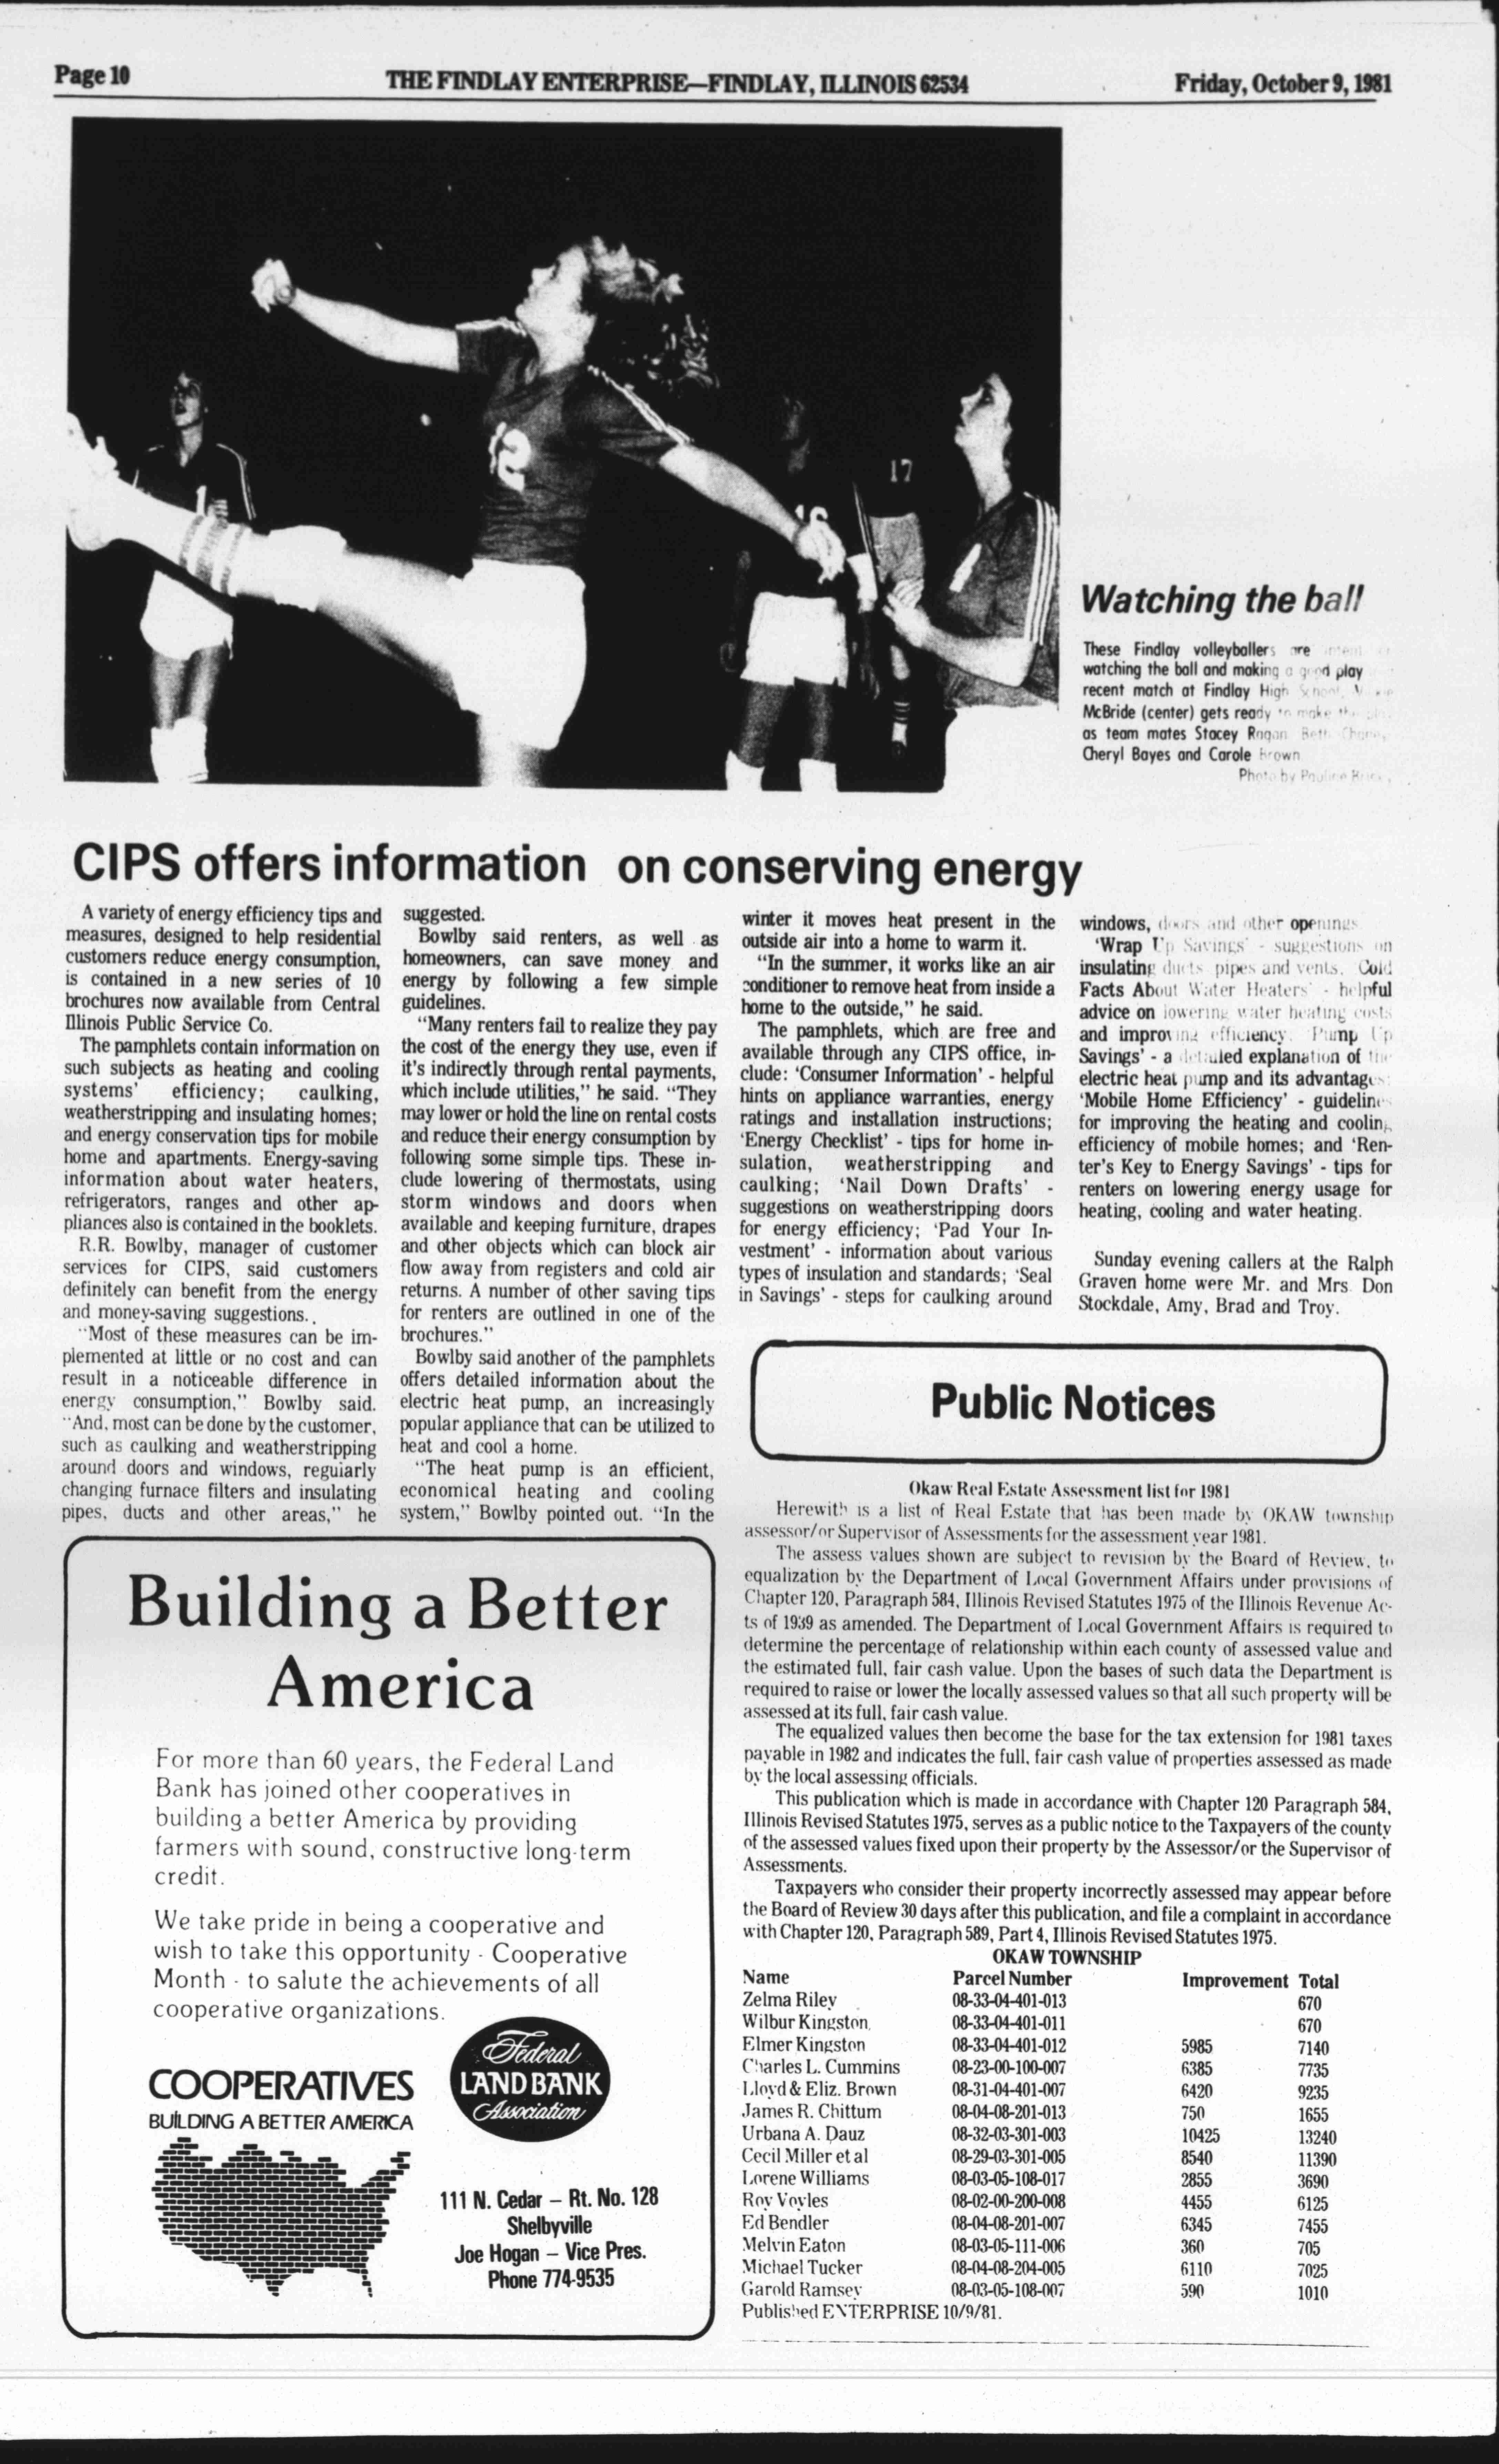 Page 10
THE FINDLAY ENTERPRISE—FINDLAY, ILLINOIS 62534
Friday, October 9, 1981
12
1
16
17
Watching the ball
These Findlay volleyballers are
watching the ball and making a good play
recent match at Findlay High School.
McBride (center) gets ready to make the
as team mates Stacey Rogan Beth
Cheryl Bayes and Carole Brown
Photo by Pauline
CIPS offers information on conserving energy
A variety of energy efficiency tips and
measures, designed to help residential
customers reduce energy consumption,
is contained in a new series of 10
brochures now available from Central
Illinois Public Service Co.
The pamphlets contain information on
such subjects as heating and cooling
systems' efficiency; caulking,
weatherstripping and insulating homes;
and energy conservation tips for mobile
home and apartments. Energy-saving
information about water heaters,
refrigerators, ranges and other ap-
pliances also is contained in the booklets.
R.R. Bowlby, manager of customer
services for CIPS, said customers
definitely can benefit from the energy
and money-saving suggestions.
"Most of these measures can be im-
plemented at little or no cost and can
result in a noticeable difference in
energy consumption," Bowlby said.
"And, most can be done by the customer,
such as caulking and weatherstripping
around doors and windows, regularly
changing furnace filters and insulating
pipes, ducts and other areas," he
suggested.
Bowlby said renters, as well as
homeowners, can save money and
energy by following a few simple
guidelines.
"Many renters fail to realize they pay
the cost of the energy they use, even if
it's indirectly through rental payments,
which include utilities," he said. "They
may lower or hold the line on rental costs
and reduce their energy consumption by
following some simple tips. These in-
clude lowering of thermostats, using
storm windows and doors when
available and keeping furniture, drapes
and other objects which can block air
flow away from registers and cold air
returns. A number of other saving tips
for renters are outlined in one of the
brochures."
Bowlby said another of the pamphlets
offers detailed information about the
electric heat pump, an increasingly
popular appliance that can be utilized to
heat and cool a home.
"The heat pump is an efficient,
economical heating and cooling
system," Bowlby pointed out. "In the
winter it moves heat present in the
outside air into a home to warm it.
"In the summer, it works like an air
conditioner to remove heat from inside a
home to the outside," he said.
The pamphlets, which are free and
available through any CIPS office, in-
clude: 'Consumer Information' - helpful
hints on appliance warranties, energy
ratings and installation instructions;
'Energy Checklist' - tips for home in-
sulation, weatherstripping and
caulking; 'Nail Down Drafts' -
suggestions on weatherstripping doors
for energy efficiency; 'Pad Your In-
vestment' - information about various
types of insulation and standards; 'Seal
in Savings' - steps for caulking around
windows, doors and other openings
'Wrap Up Savings' - suggestions on
insulating ducts pipes and vents. Cold
Facts About Water Heaters' - helpful
advice on lowering water heating costs
and improving efficiency. Pump Up
Savings' - a detailed explanation of the
electric heat pump and its advantages
'Mobile Home Efficiency' - guidelines
for improving the heating and cooling
efficiency of mobile homes; and 'Ren-
ter's Key to Energy Savings' - tips for
renters on lowering energy usage for
heating, cooling and water heating.
Sunday evening callers at the Ralph
Graven home were Mr. and Mrs. Don
Stockdale, Amy, Brad and Troy.
Building a Better
America
For more than 60 years, the Federal Land
Bank has joined other cooperatives in
building a better America by providing
farmers with sound, constructive long-term
credit.
We take pride in being a cooperative and
wish to take this opportunity - Cooperative
Month - to salute the achievements of all
cooperative organizations.
COOPERATIVES
BUILDING A BETTER AMERICA
Federal
LAND BANK
Association
111 N. Cedar – Rt. No. 128
Shelbyville
Joe Hogan – Vice Pres.
Phone 774-9535
Public Notices
Okaw Real Estate Assessment list for 1981
Herewith is a list of Real Estate that has been made by OKAW township
assessor/or Supervisor of Assessments for the assessment year 1981.
The assess values shown are subject to revision by the Board of Review, to
equalization by the Department of Local Government Affairs under provisions of
Chapter 120, Paragraph 584, Illinois Revised Statutes 1975 of the Illinois Revenue Ac-
ts of 1939 as amended. The Department of Local Government Affairs is required to
determine the percentage of relationship within each county of assessed value and
the estimated full, fair cash value. Upon the bases of such data the Department is
required to raise or lower the locally assessed values so that all such property will be
assessed at its full, fair cash value.
The equalized values then become the base for the tax extension for 1981 taxes
payable in 1982 and indicates the full, fair cash value of properties assessed as made
by the local assessing officials.
This publication which is made in accordance with Chapter 120 Paragraph 584,
Illinois Revised Statutes 1975, serves as a public notice to the Taxpayers of the county
of the assessed values fixed upon their property by the Assessor/or the Supervisor of
Assessments.
Taxpayers who consider their property incorrectly assessed may appear before
the Board of Review 30 days after this publication, and file a complaint in accordance
with Chapter 120, Paragraph 589, Part 4, Illinois Revised Statutes 1975.
OKAW TOWNSHIP
Name Parcel Number Improvement Total
Zelma Riley 08-33-04-401-013 670
Wilbur Kingston 08-33-04-401-011 670
Elmer Kingston 08-33-04-401-012 5985 7140
Charles L. Cummins 08-23-00-100-007 6385 7735
Lloyd & Eliz. Brown 08-31-04-401-007 6420 9235
James R. Chittum 08-04-08-201-013 750 1655
Urbana A. Dauz 08-32-03-301-003 10425 13240
Cecil Miller et al 08-29-03-301-005 8540 11390
Lorene Williams 08-03-05-108-017 2855 3690
Roy Voyles 08-02-00-200-008 4455 6125
Ed Bendler 08-04-08-201-007 6345 7455
Melvin Eaton 08-03-05-111-006 360 705
Michael Tucker 08-04-08-204-005 6110 7025
Garold Ramsey 08-03-05-108-007 590 1010
Published ENTERPRISE 10/9/81.